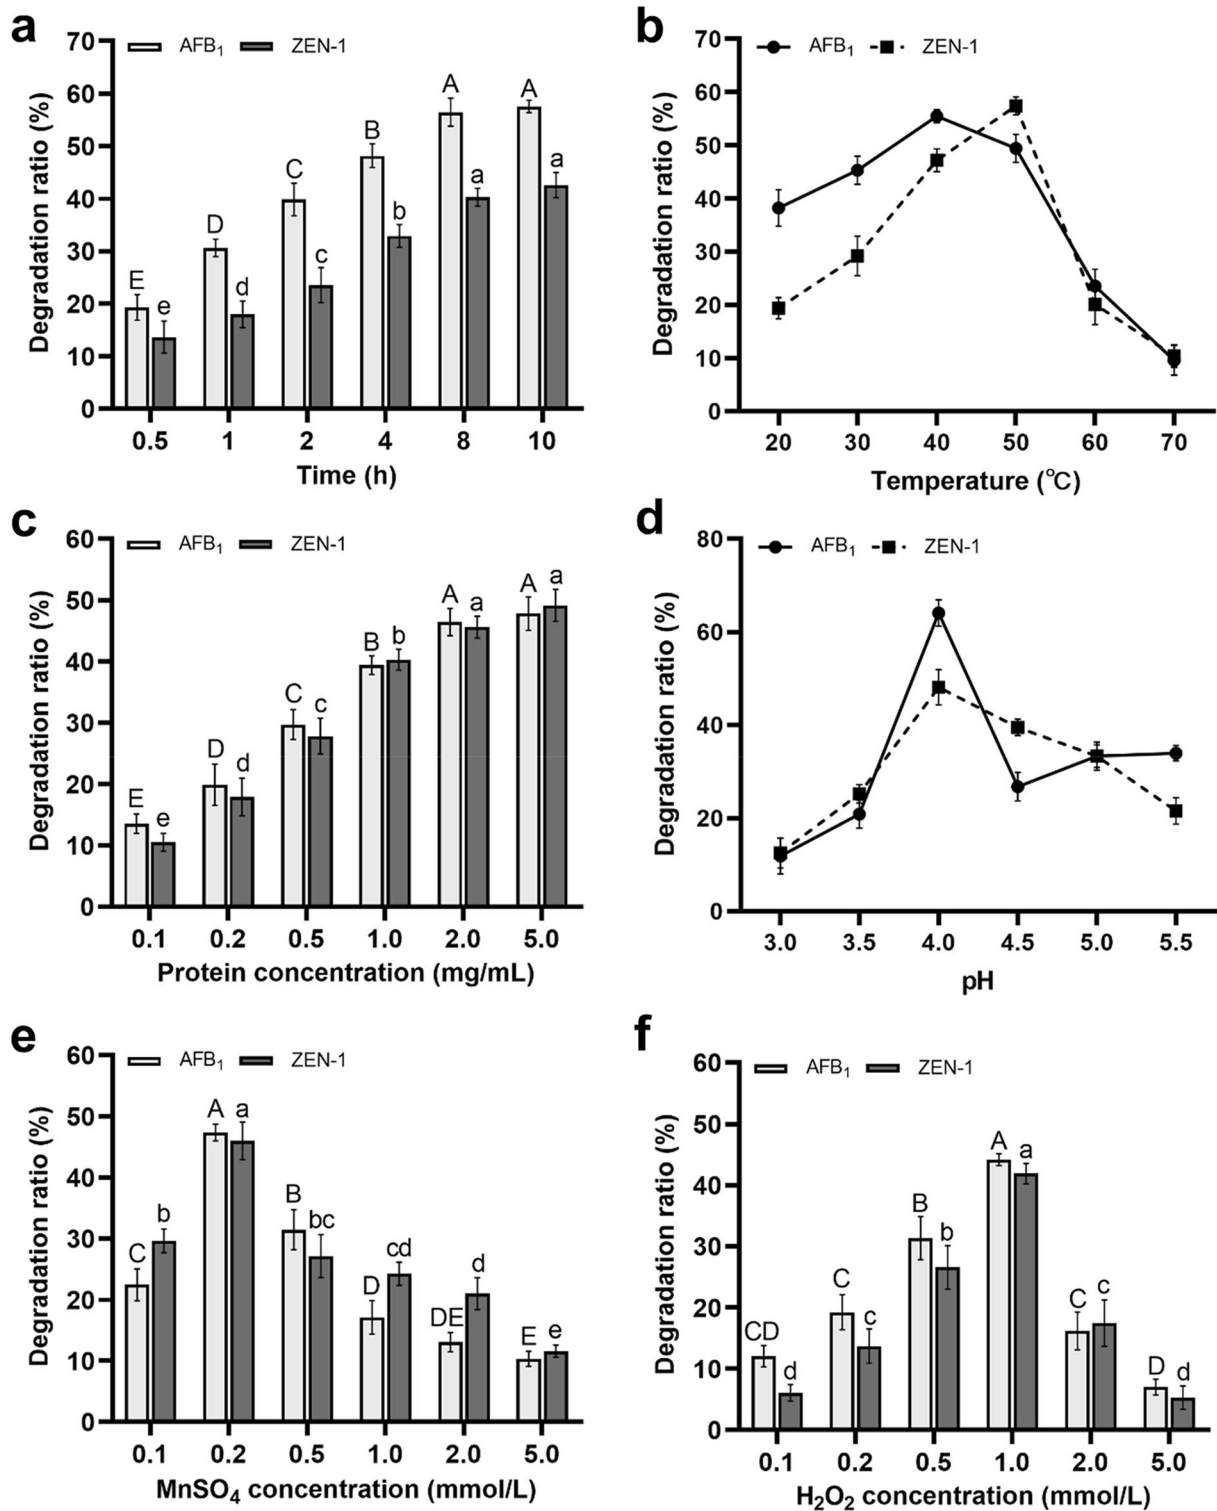 a
AFB₁ ZEN-1
Degradation ratio (%)
70
60
50
40
30
20
10
0
E e D d C c B b A a A a
0.5 1 2 4 8 10
Time (h)
b
AFB₁ ZEN-1
Degradation ratio (%)
70
60
50
40
30
20
10
0
20 30 40 50 60 70
Temperature (℃)
c
AFB₁ ZEN-1
Degradation ratio (%)
60
50
40
30
20
10
0
E e D d C c B b A a A a
0.1 0.2 0.5 1.0 2.0 5.0
Protein concentration (mg/mL)
d
AFB₁ ZEN-1
Degradation ratio (%)
80
60
40
20
0
3.0 3.5 4.0 4.5 5.0 5.5
pH
e
AFB₁ ZEN-1
Degradation ratio (%)
60
50
40
30
20
10
0
C b A a B bc D cd DE d E e
0.1 0.2 0.5 1.0 2.0 5.0
MnSO₄ concentration (mmol/L)
f
AFB₁ ZEN-1
Degradation ratio (%)
60
50
40
30
20
10
0
CD d C c B b A a C c D d
0.1 0.2 0.5 1.0 2.0 5.0
H₂O₂ concentration (mmol/L)